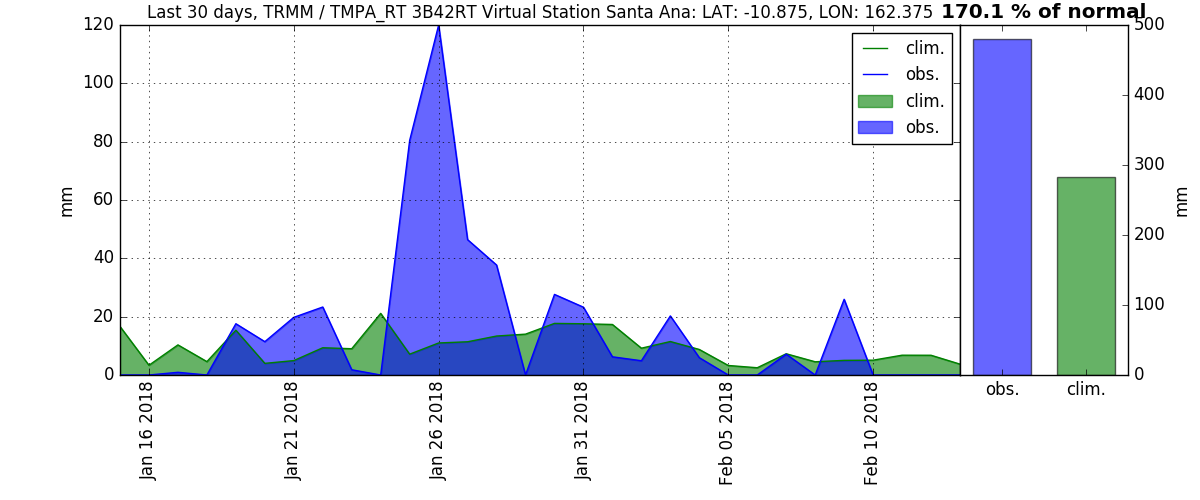 Last 30 days, TRMM / TMPA_RT 3B42RT Virtual Station Santa Ana: LAT: -10.875, LON: 162.375 170.1 % of normal
120
100
80
60
40
20
0
mm
clim.
obs.
clim.
obs.
Jan 16 2018
Jan 21 2018
Jan 26 2018
Jan 31 2018
Feb 05 2018
Feb 10 2018
500
400
300
200
100
0
mm
obs. clim.